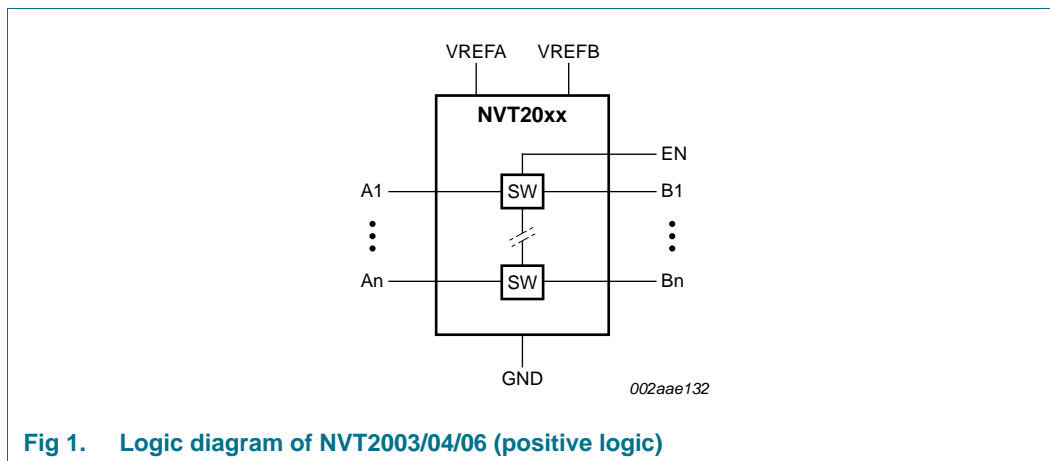 VREFA VREFB
NVT20xx
EN
A1 SW B1
An SW Bn
GND
002aae132
Fig 1. Logic diagram of NVT2003/04/06 (positive logic)